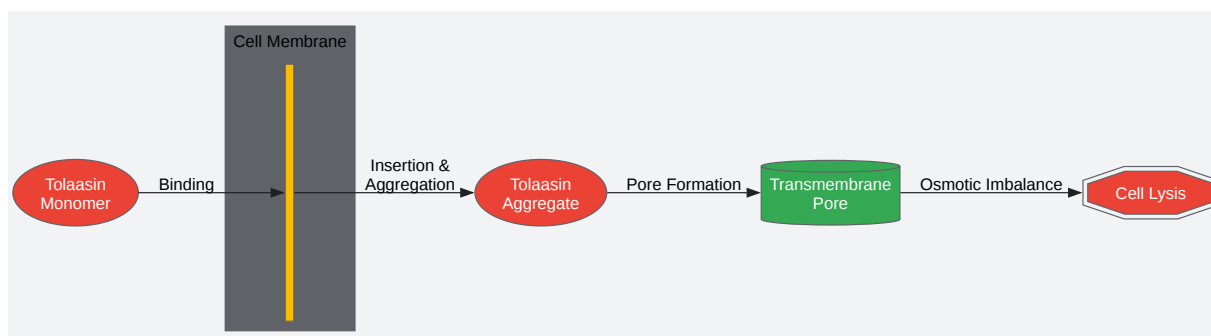 Cell Membrane
Tolaasin
Monomer
Binding
Insertion &
Aggregation
Tolaasin
Aggregate
Pore Formation
Transmembrane
Pore
Osmotic Imbalance
Cell Lysis